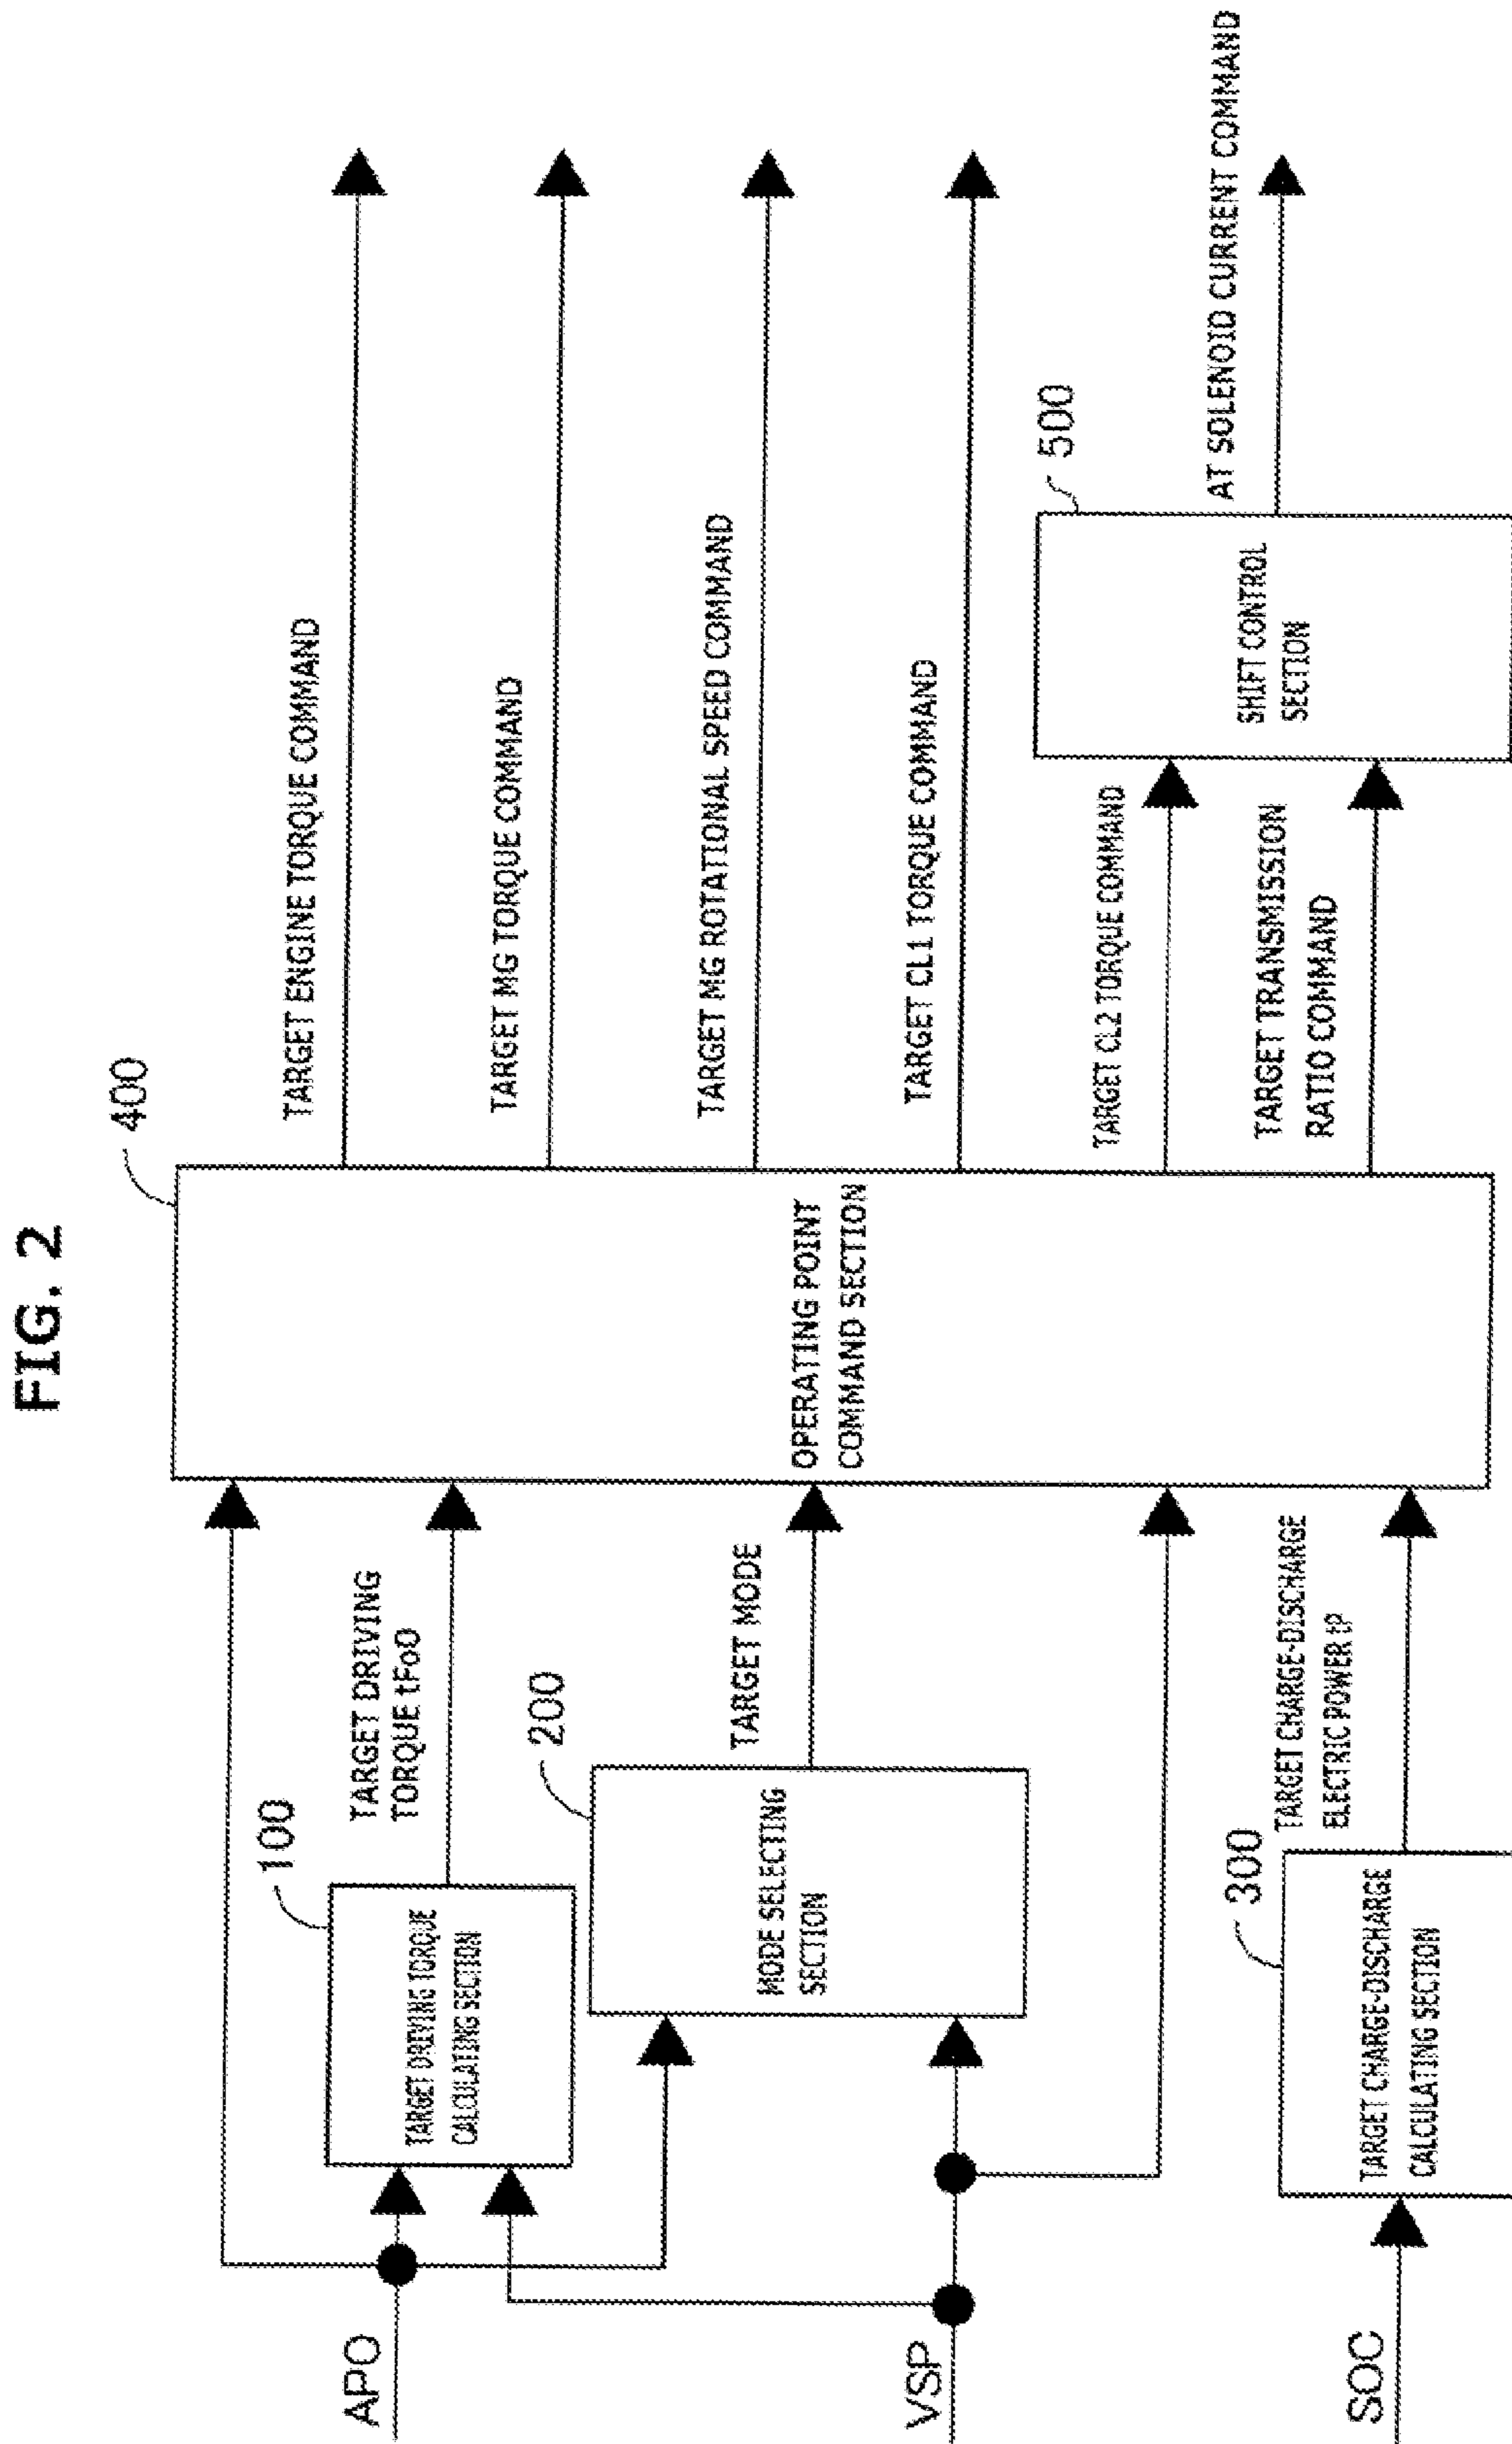 FIG. 2
APO
VSP
SOC
100
TARGET DRIVING TORQUE
CALCULATING SECTION
TARGET DRIVING
TORQUE tFo0
200
MODE SELECTING
SECTION
TARGET MODE
300
TARGET CHARGE-DISCHARGE
CALCULATING SECTION
TARGET CHARGE-DISCHARGE
ELECTRIC POWER tP
400
OPERATING POINT
COMMAND SECTION
TARGET ENGINE TORQUE COMMAND
TARGET MG TORQUE COMMAND
TARGET MG ROTATIONAL SPEED COMMAND
TARGET CL1 TORQUE COMMAND
TARGET CL2 TORQUE COMMAND
TARGET TRANSMISSION
RATIO COMMAND
500
SHIFT CONTROL
SECTION
AT SOLENOID CURRENT COMMAND